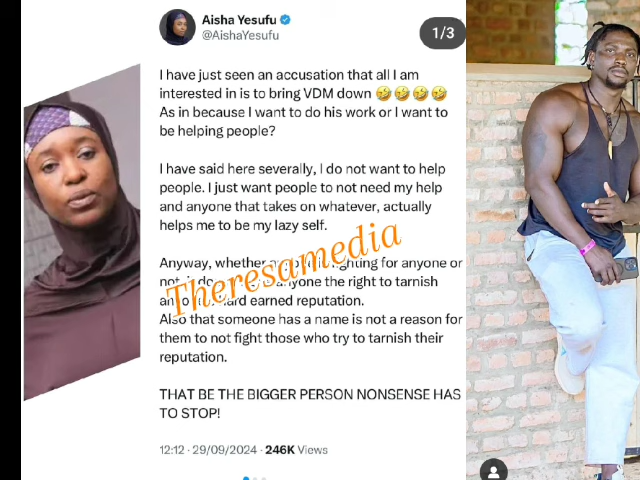 Aisha Yesufu
@AishaYesufu
1/3
I have just seen an accusation that all I am
interested in is to bring VDM down 🤣🤣🤣🤣
As in because I want to do his work or I want to
be helping people?
I have said here severally, I do not want to help
people. I just want people to not need my help
and anyone that takes on whatever, actually
helps me to be my lazy self.
Anyway, whether fighting for anyone or
anyone the right to tarnish
hard earned reputation.
Theresamedia
Also that someone has a name is not a reason for
them to not fight those who try to tarnish their
reputation.
THAT BE THE BIGGER PERSON NONSENSE HAS
TO STOP!
12:12 · 29/09/2024 · 246K Views